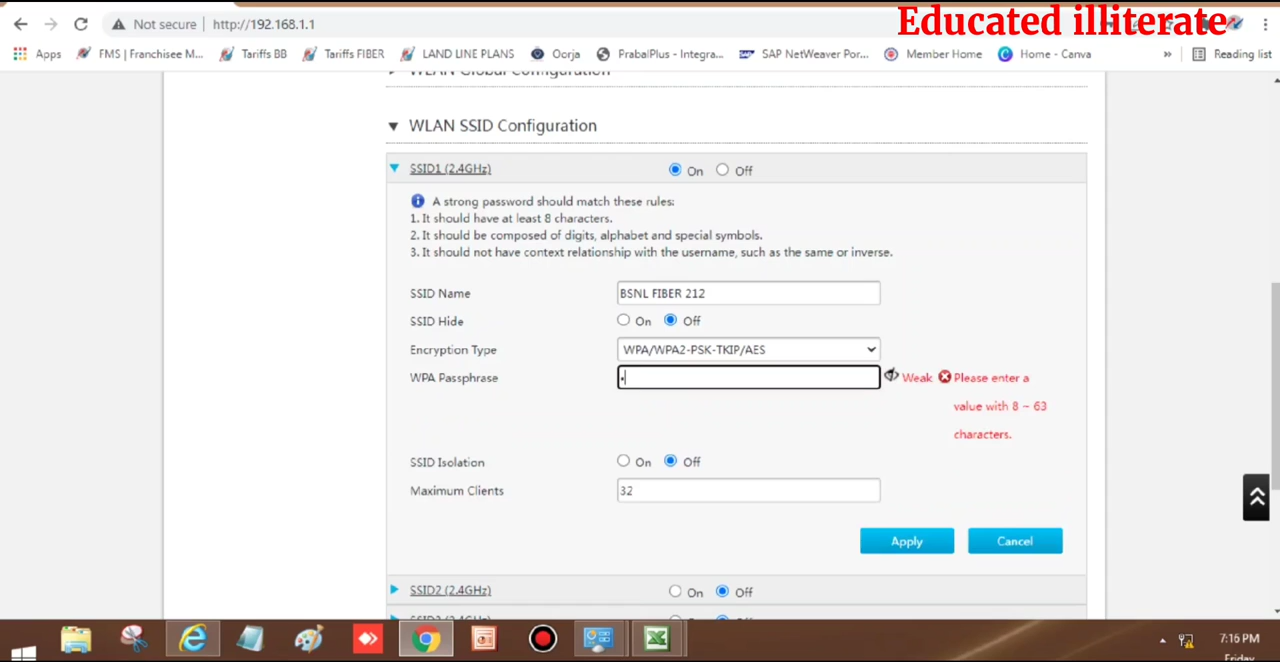 Educated illiterate
Not secure | http://192.168.1.1
Apps FMS | Franchisee M... Tariffs BB Tariffs FIBER LAND LINE PLANS Oorja PrabalPlus - Integra... SAP NetWeaver Por... Member Home Home - Canva » Reading list
WLAN Global Configuration
WLAN SSID Configuration
SSID1 (2.4GHz) On Off
A strong password should match these rules:
1. It should have at least 8 characters.
2. It should be composed of digits, alphabet and special symbols.
3. It should not have context relationship with the username, such as the same or inverse.
SSID Name BSNL FIBER 212
SSID Hide On Off
Encryption Type WPA/WPA2-PSK-TKIP/AES
WPA Passphrase Weak Please enter a
value with 8 ~ 63
characters.
SSID Isolation On Off
Maximum Clients 32
Apply Cancel
SSID2 (2.4GHz) On Off
SSID3 (2.4GHz)
7:16 PM
Friday